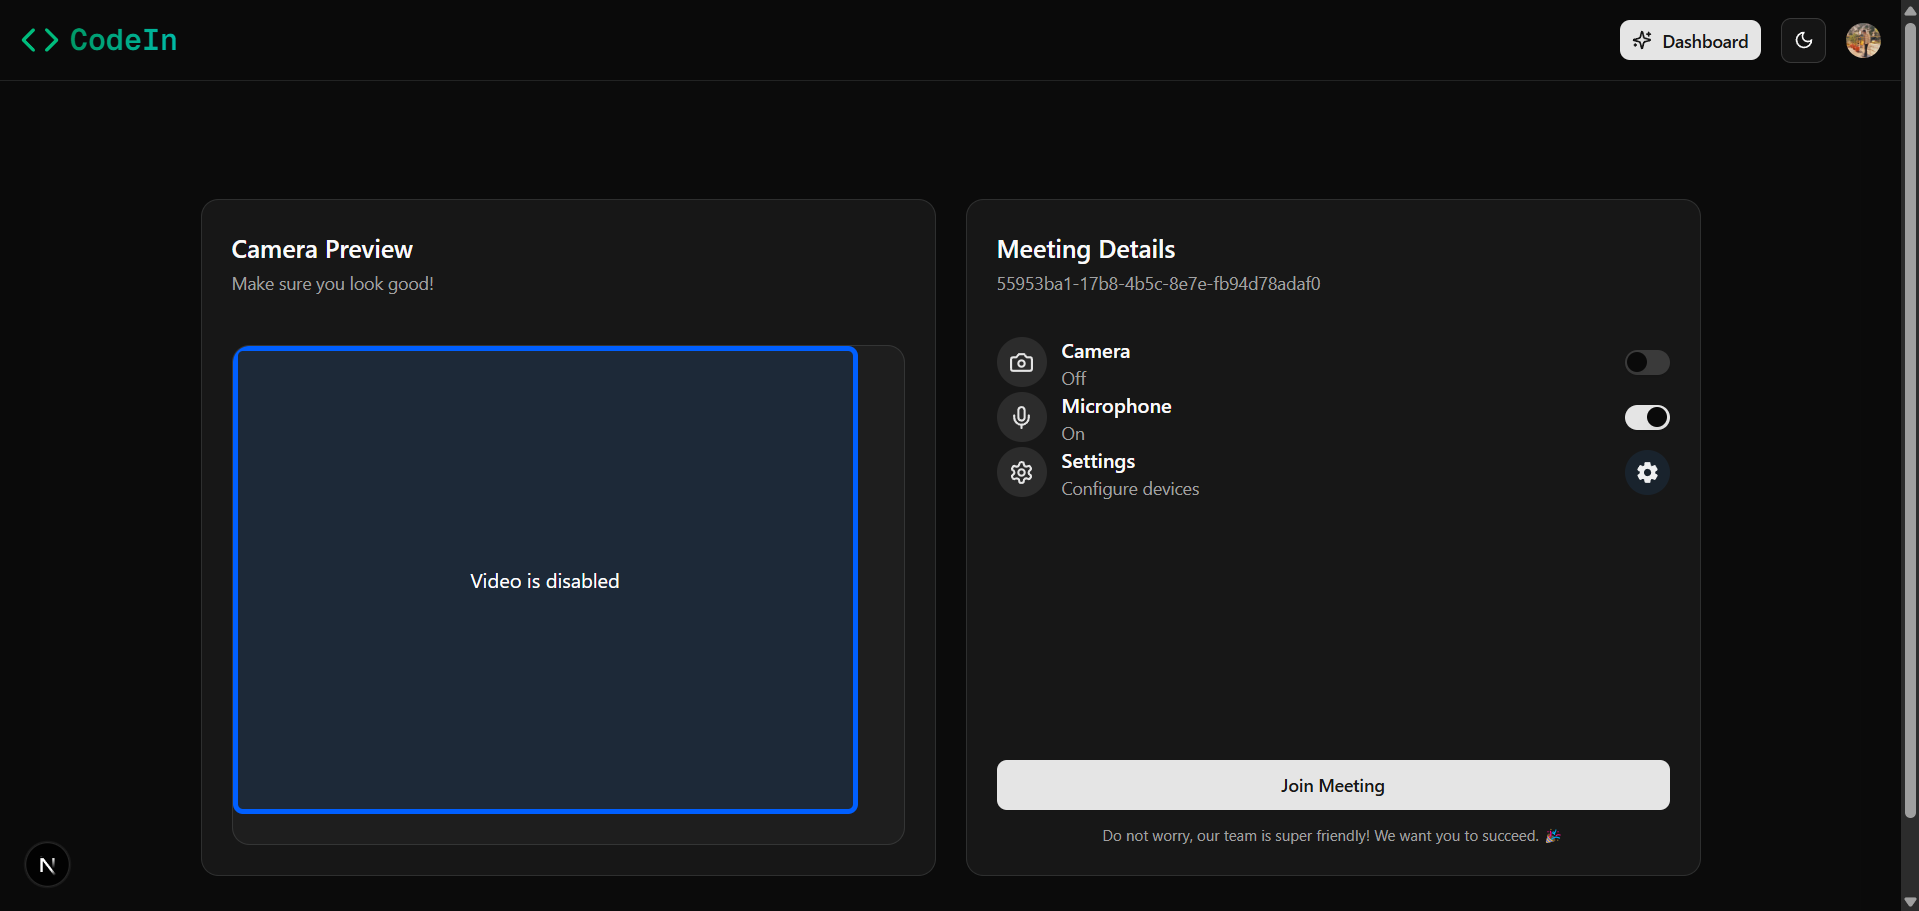 CodeIn
Dashboard
Camera Preview
Make sure you look good!
Video is disabled
Meeting Details
55953ba1-17b8-4b5c-8e7e-fb94d78adaf0
Camera
Off
Microphone
On
Settings
Configure devices
Join Meeting
Do not worry, our team is super friendly! We want you to succeed. 🎉
N